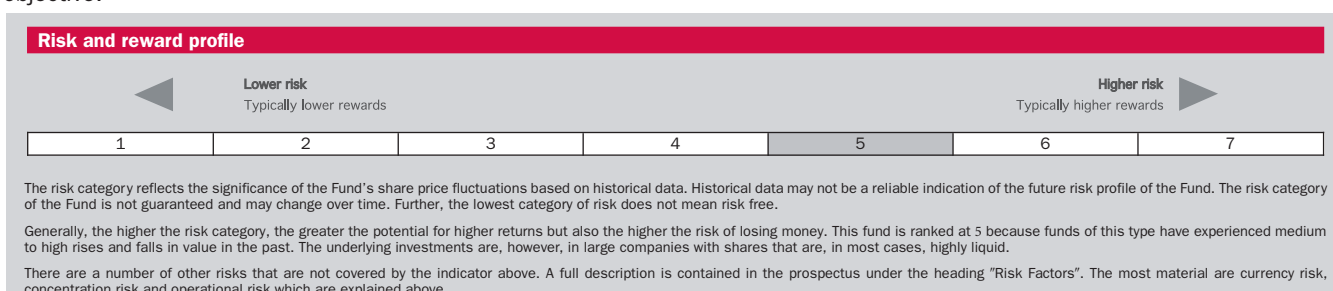 objective.
Risk and reward profile
Lower risk
Higher risk
Typically lower rewards
Typically higher rewards
1 2 3 4 5 6 7
The risk category reflects the significance of the Fund's share price fluctuations based on historical data. Historical data may not be a reliable indication of the future risk profile of the Fund. The risk category
of the Fund is not guaranteed and may change over time. Further, the lowest category of risk does not mean risk free.
Generally, the higher the risk category, the greater the potential for higher returns but also the higher the risk of losing money. This fund is ranked at 5 because funds of this type have experienced medium
to high rises and falls in value in the past. The underlying investments are, however, in large companies with shares that are, in most cases, highly liquid.
There are a number of other risks that are not covered by the indicator above. A full description is contained in the prospectus under the heading "Risk Factors". The most material are currency risk,
concentration risk and operational risk which are explained above.